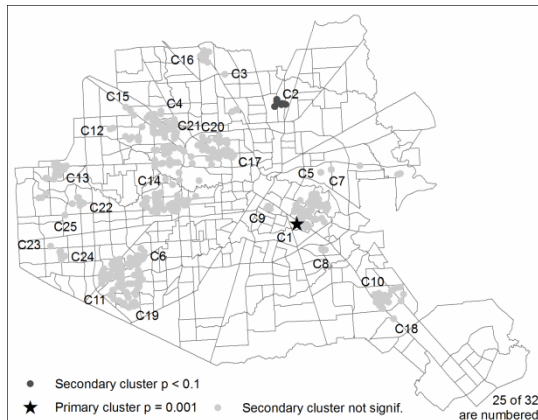 C16
C3
C2
C15
C4
C12
C21
C20
C17
C13
C5
C7
C14
C22
C9
C25
C1
C23
C24
C6
C8
C10
C11
C19
C18
Secondary cluster p < 0.1
25 of 32
Primary cluster p = 0.001
Secondary cluster not signif.
are numbered